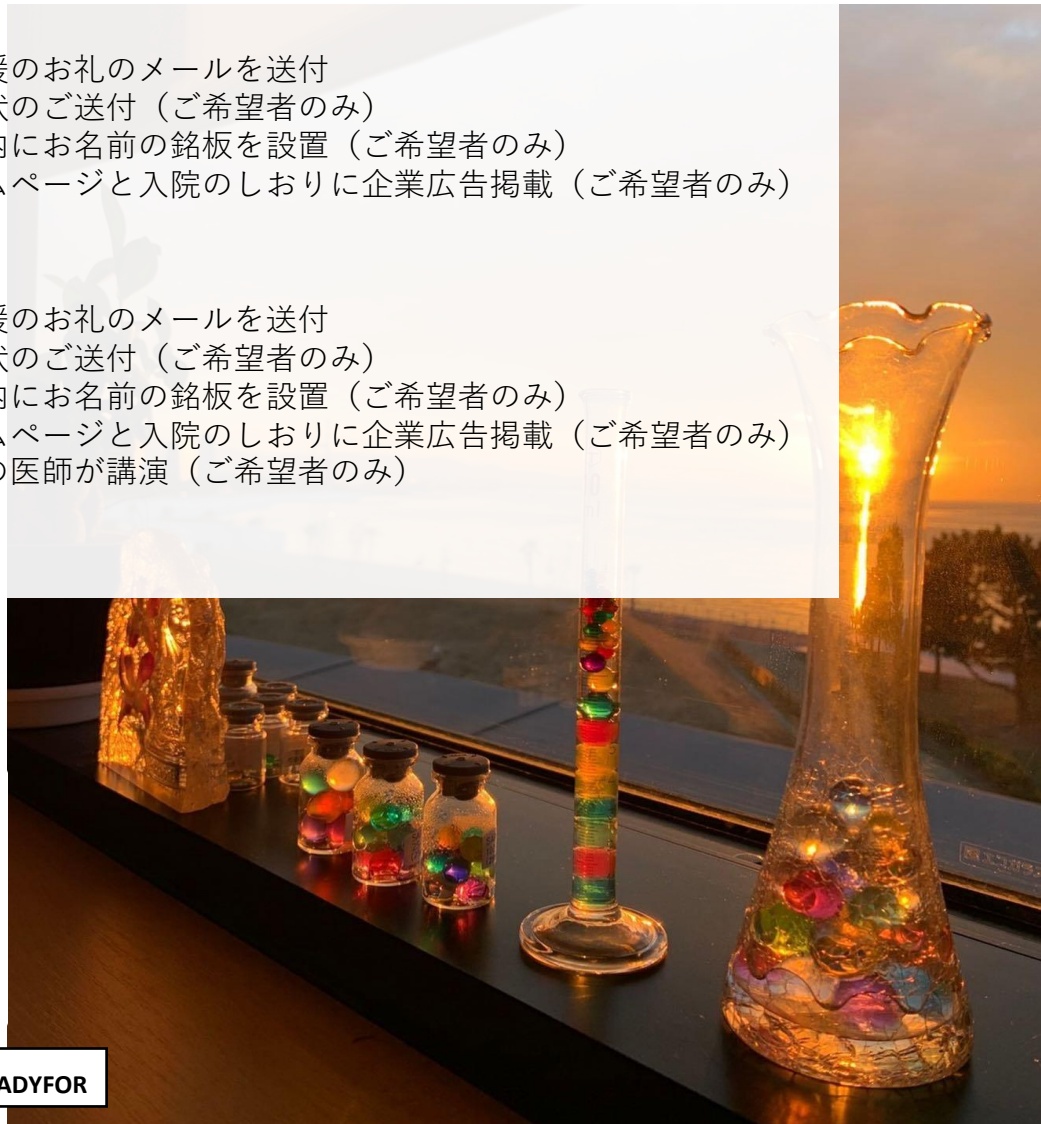 のお礼のメールを送付
のご送付（ご希望者のみ）
にお名前の銘板を設置（ご希望者のみ）
ムページと入院のしおりに企業広告掲載（ご希望者のみ）
のお礼のメールを送付
のご送付（ご希望者のみ）
にお名前の銘板を設置（ご希望者のみ）
ムページと入院のしおりに企業広告掲載（ご希望者のみ）
の医師が講演（ご希望者のみ）
ADYFOR